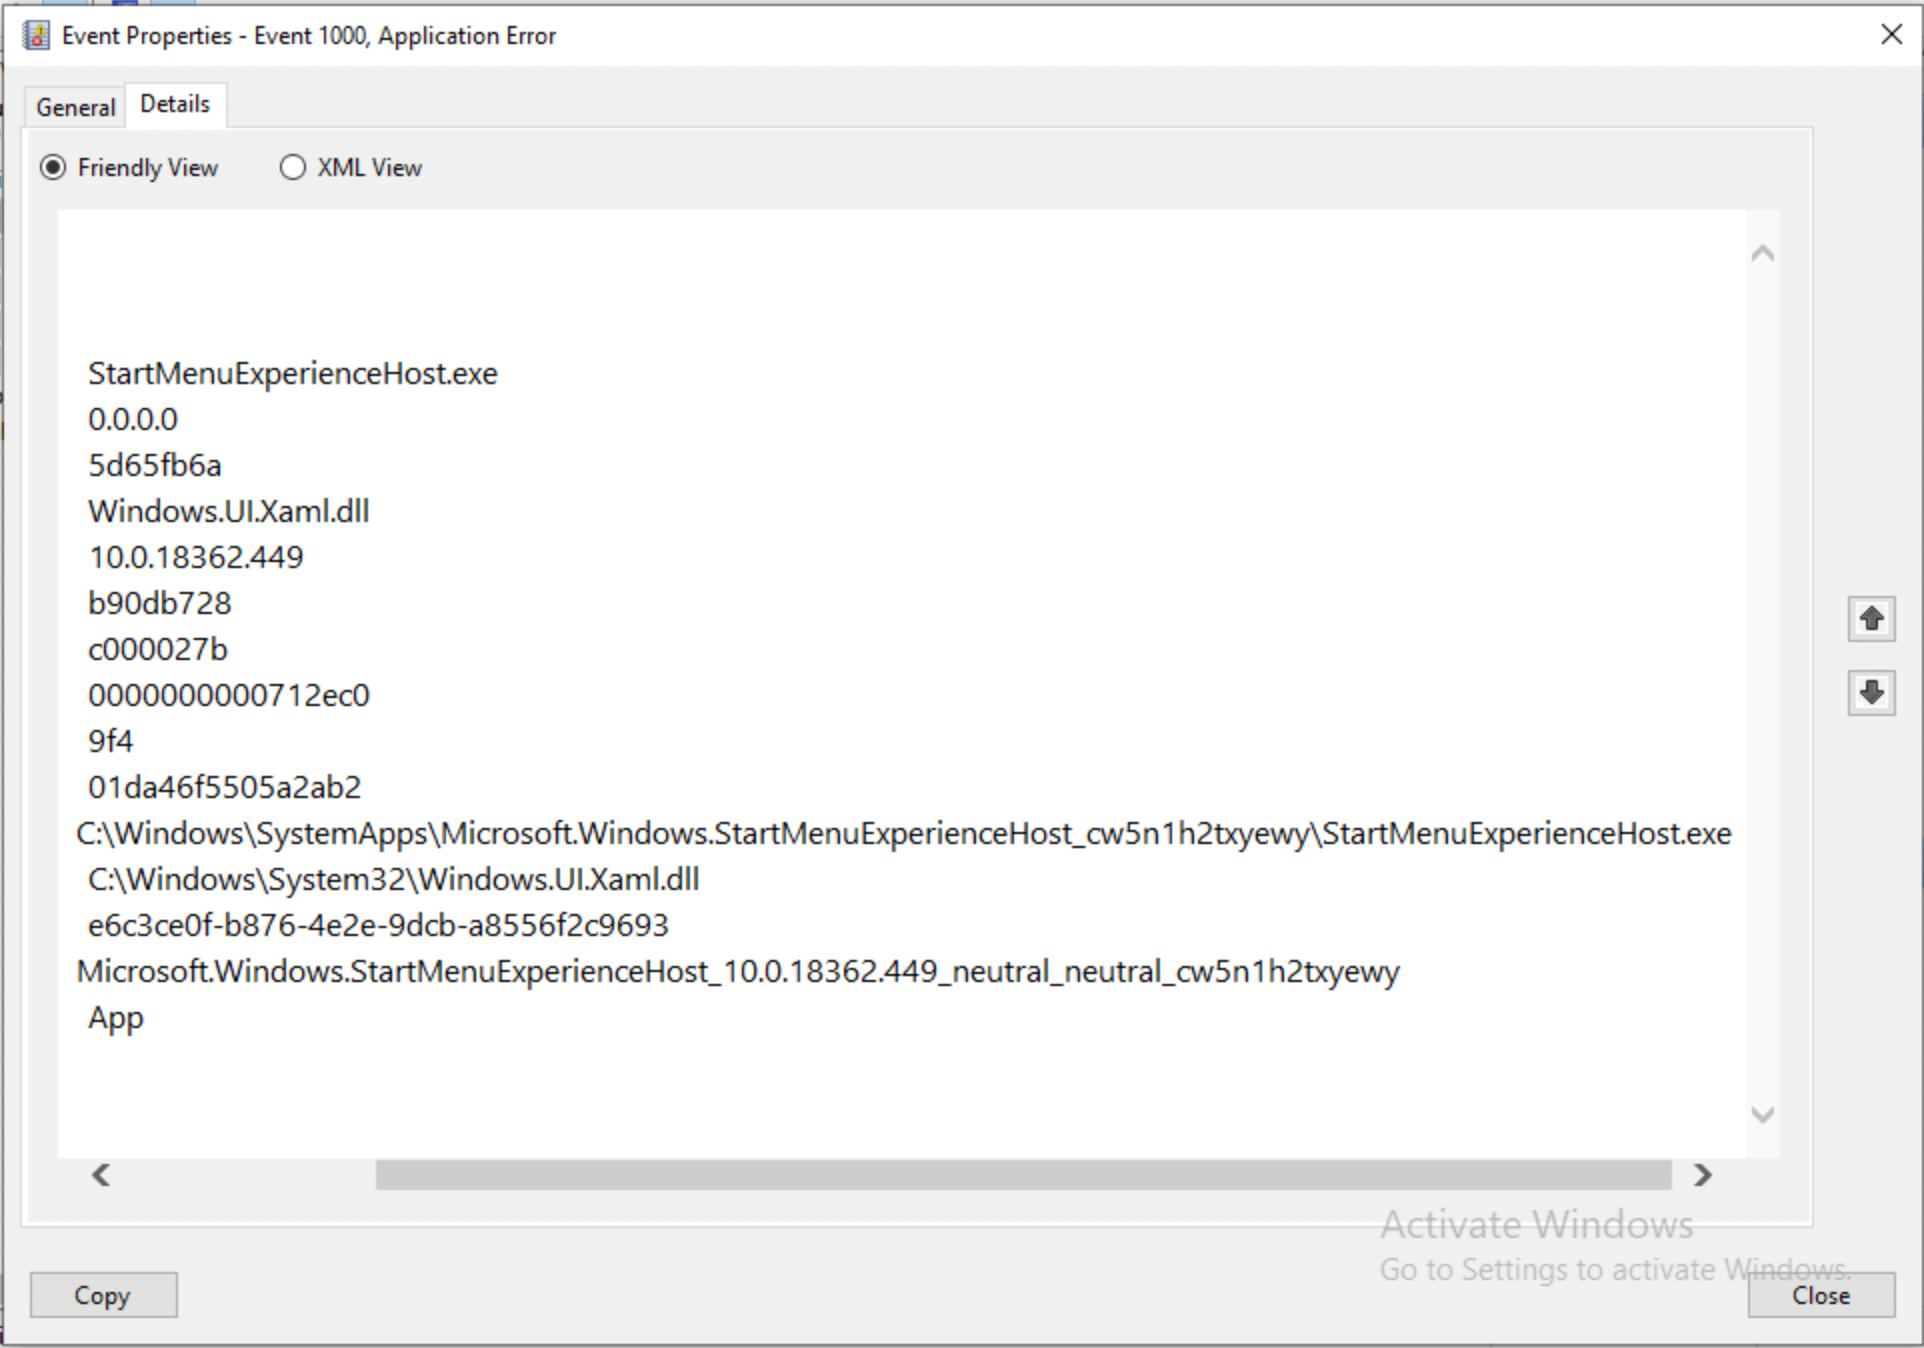 Event Properties - Event 1000, Application Error
General Details
Friendly View XML View
StartMenuExperienceHost.exe
0.0.0.0
5d65fb6a
Windows.UI.Xaml.dll
10.0.18362.449
b90db728
c000027b
0000000000712ec0
9f4
01da46f5505a2ab2
C:\Windows\SystemApps\Microsoft.Windows.StartMenuExperienceHost_cw5n1h2txyewy\StartMenuExperienceHost.exe
C:\Windows\System32\Windows.UI.Xaml.dll
e6c3ce0f-b876-4e2e-9dcb-a8556f2c9693
Microsoft.Windows.StartMenuExperienceHost_10.0.18362.449_neutral_neutral_cw5n1h2txyewy
App
Activate Windows
Go to Settings to activate Windows.
Copy Close